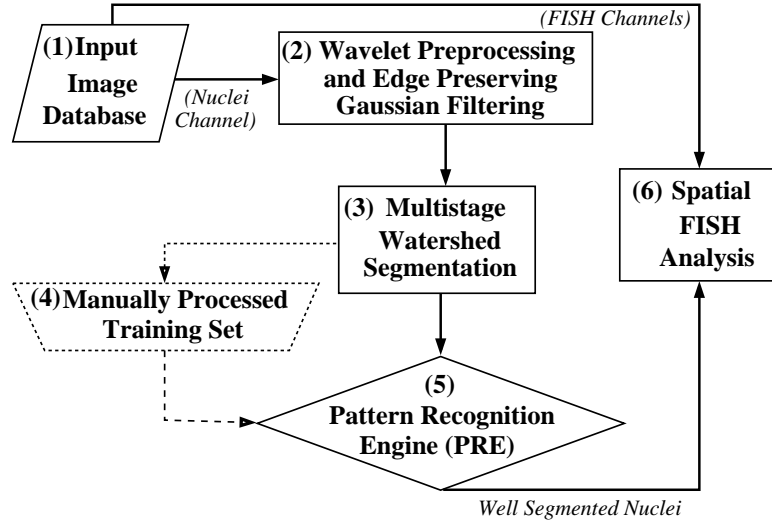 (FISH Channels)
(1) Input
Image
Database
(Nuclei
Channel)
(2) Wavelet Preprocessing
and Edge Preserving
Gaussian Filtering
(3) Multistage
Watershed
Segmentation
(4) Manually Processed
Training Set
(5)
Pattern Recognition
Engine (PRE)
(6) Spatial
FISH
Analysis
Well Segmented Nuclei